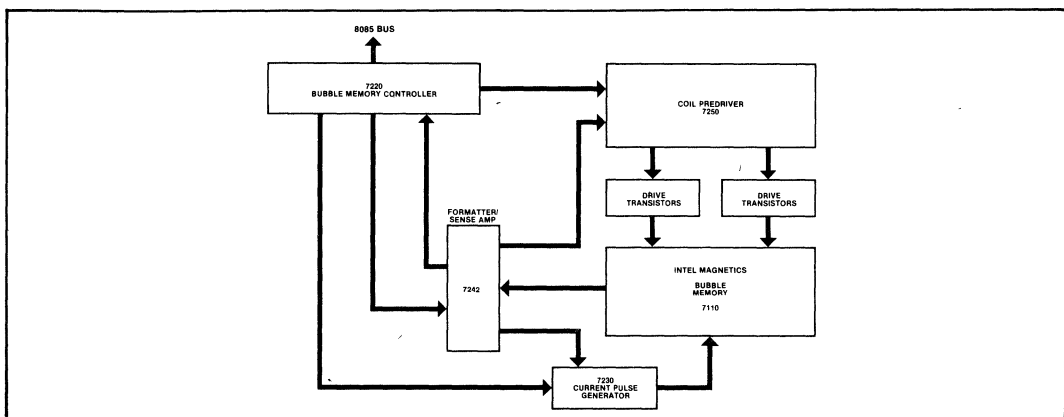 8085 BUS
7220
BUBBLE MEMORY CONTROLLER
COIL PREDRIVER
7250
DRIVE
TRANSISTORS
DRIVE
TRANSISTORS
FORMATTER/
SENSE AMP
7242
INTEL MAGNETICS
BUBBLE
MEMORY
7110
7230
CURRENT PULSE
GENERATOR